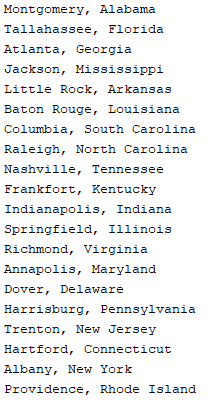 Montgomery, Alabama
Tallahassee, Florida
Atlanta, Georgia
Jackson, Mississippi
Little Rock, Arkansas
Baton Rouge, Louisiana
Columbia, South Carolina
Raleigh, North Carolina
Nashville, Tennessee
Frankfort, Kentucky
Indianapolis, Indiana
Springfield, Illinois
Richmond, Virginia
Annapolis, Maryland
Dover, Delaware
Harrisburg, Pennsylvania
Trenton, New Jersey
Hartford, Connecticut
Albany, New York
Providence, Rhode Island